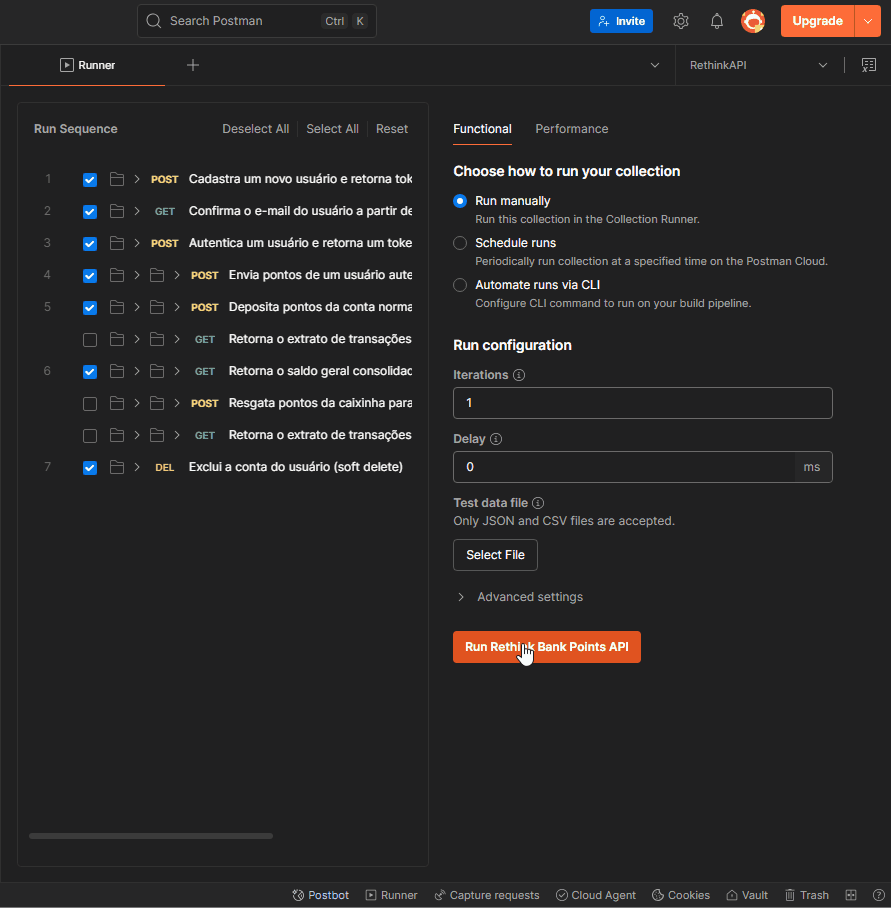 Search Postman Ctrl K Invite Upgrade
Runner RethinkAPI
Run Sequence Deselect All Select All Reset
1 POST Cadastra um novo usuário e retorna tok
2 GET Confirma o e-mail do usuário a partir de
3 POST Autentica um usuário e retorna um toke
4 POST Envia pontos de um usuário aute
5 POST Deposita pontos da conta norma
GET Retorna o extrato de transações
6 GET Retorna o saldo geral consolidac
POST Resgata pontos da caixinha para
GET Retorna o extrato de transações
7 DEL Exclui a conta do usuário (soft delete)
Functional Performance
Choose how to run your collection
Run manually
Run this collection in the Collection Runner.
Schedule runs
Periodically run collection at a specified time on the Postman Cloud.
Automate runs via CLI
Configure CLI command to run on your build pipeline.
Run configuration
Iterations
1
Delay
0 ms
Test data file
Only JSON and CSV files are accepted.
Select File
Advanced settings
Run Rethink Bank Points API
Postbot Runner Capture requests Cloud Agent Cookies Vault Trash